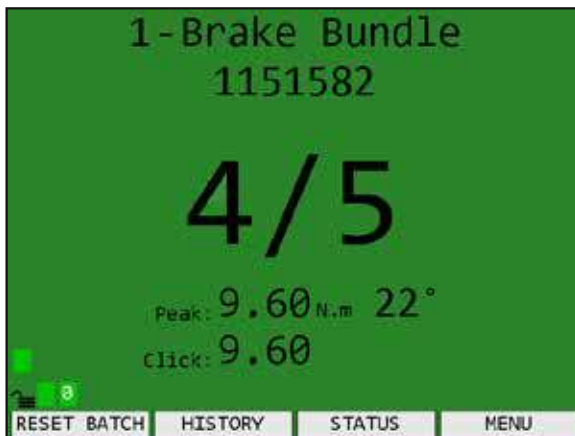 1-Brake Bundle
1151582
4/5
Peak: 9.60 N.m 22°
Click: 9.60
0
RESET BATCH HISTORY STATUS MENU